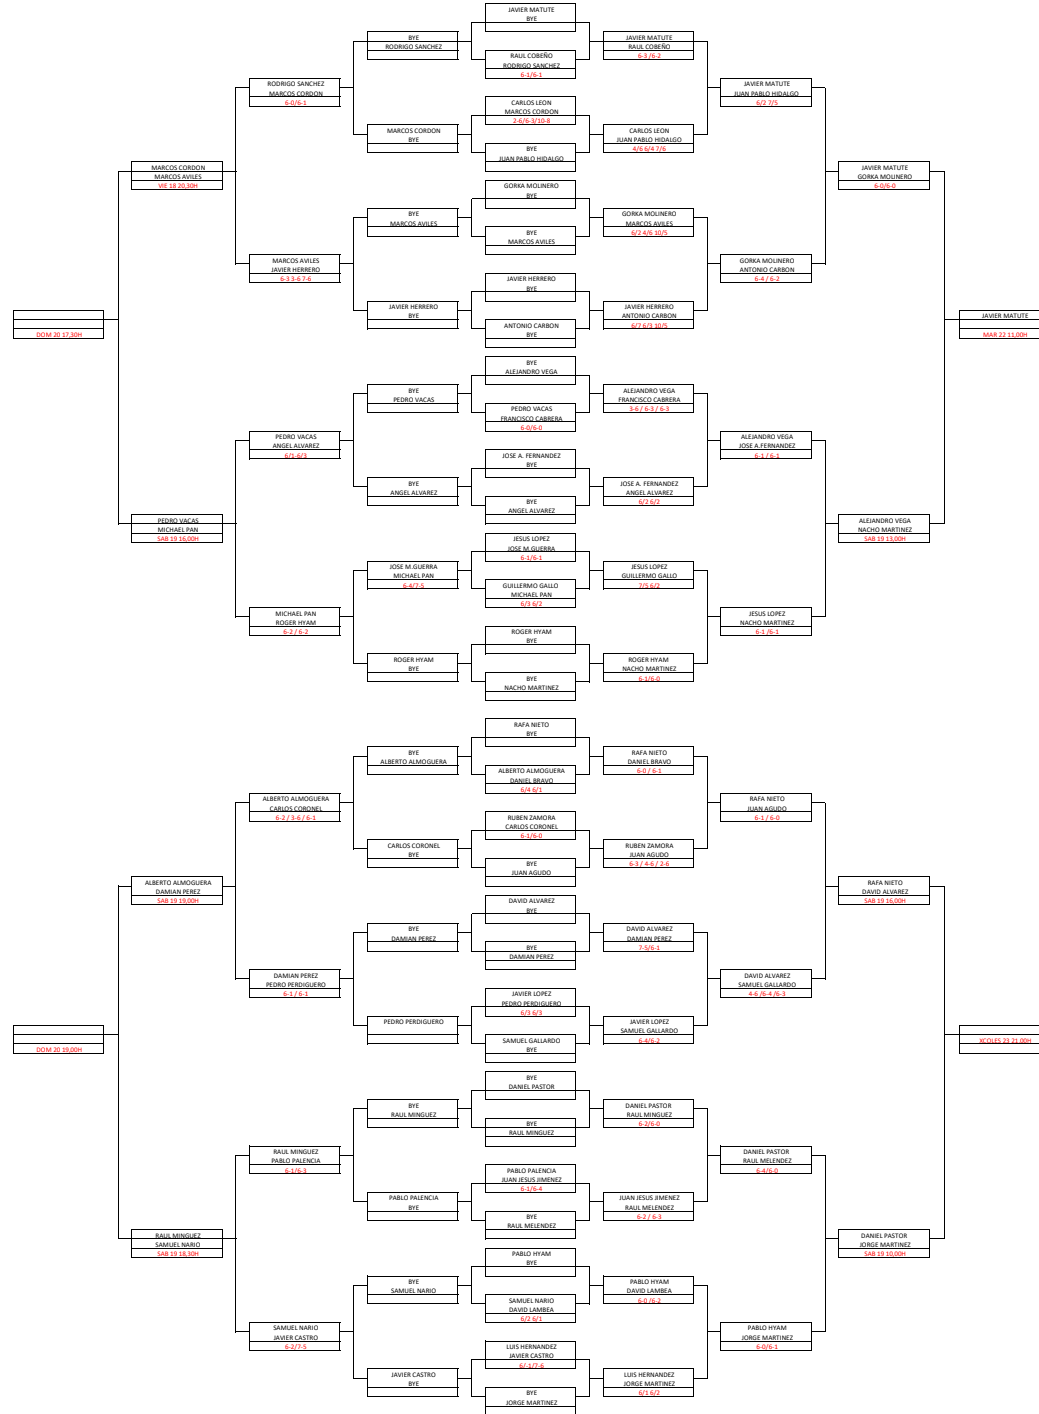 JAVIER MATUTE
BYE
BYE
RODRIGO SANCHEZ
JAVIER MATUTE
RAUL COBEÑO
6-3 /6-2
RAUL COBEÑO
RODRIGO SANCHEZ
6-1/6-1
RODRIGO SANCHEZ
MARCOS CORDON
6-0/6-1
JAVIER MATUTE
JUAN PABLO HIDALGO
6/2 7/5
CARLOS LEON
MARCOS CORDON
2-6/6-3/10-8
MARCOS CORDON
BYE
CARLOS LEON
JUAN PABLO HIDALGO
4/6 6/4 7/6
BYE
JUAN PABLO HIDALGO
MARCOS CORDON
MARCOS AVILES
VIE 18 20,30H
JAVIER MATUTE
GORKA MOLINERO
6-0/6-0
GORKA MOLINERO
BYE
BYE
MARCOS AVILES
GORKA MOLINERO
MARCOS AVILES
6/2 4/6 10/5
BYE
MARCOS AVILES
MARCOS AVILES
JAVIER HERRERO
6-3 3-6 7-6
GORKA MOLINERO
ANTONIO CARBON
6-4 / 6-2
JAVIER HERRERO
BYE
JAVIER HERRERO
BYE
JAVIER HERRERO
ANTONIO CARBON
6/7 6/3 10/5
ANTONIO CARBON
BYE
DOM 20 17,30H
JAVIER MATUTE
MAR 22 11,00H
BYE
ALEJANDRO VEGA
BYE
PEDRO VACAS
ALEJANDRO VEGA
FRANCISCO CABRERA
3-6 / 6-3 / 6-3
PEDRO VACAS
FRANCISCO CABRERA
6-0/6-0
PEDRO VACAS
ANGEL ALVAREZ
6/1-6/3
ALEJANDRO VEGA
JOSE A.FERNANDEZ
6-1 / 6-1
JOSE A. FERNANDEZ
BYE
BYE
ANGEL ALVAREZ
JOSE A. FERNANDEZ
ANGEL ALVAREZ
6/2 6/2
BYE
ANGEL ALVAREZ
PEDRO VACAS
MICHAEL PAN
SAB 19 16,00H
ALEJANDRO VEGA
NACHO MARTINEZ
SAB 19 13,00H
JESUS LOPEZ
JOSE M.GUERRA
6-1/6-1
JOSE M.GUERRA
MICHAEL PAN
6-4/7-5
JESUS LOPEZ
GUILLERMO GALLO
7/5 6/2
GUILLERMO GALLO
MICHAEL PAN
6/3 6/2
MICHAEL PAN
ROGER HYAM
6-2 / 6-2
JESUS LOPEZ
NACHO MARTINEZ
6-1 /6-1
ROGER HYAM
BYE
ROGER HYAM
BYE
ROGER HYAM
NACHO MARTINEZ
6-1/6-0
BYE
NACHO MARTINEZ
RAFA NIETO
BYE
BYE
ALBERTO ALMOGUERA
RAFA NIETO
DANIEL BRAVO
6-0 / 6-1
ALBERTO ALMOGUERA
DANIEL BRAVO
6/4 6/1
ALBERTO ALMOGUERA
CARLOS CORONEL
6-2 / 3-6 / 6-1
RAFA NIETO
JUAN AGUDO
6-1 / 6-0
RUBEN ZAMORA
CARLOS CORONEL
6-1/6-0
CARLOS CORONEL
BYE
RUBEN ZAMORA
JUAN AGUDO
6-3 / 4-6 / 2-6
BYE
JUAN AGUDO
ALBERTO ALMOGUERA
DAMIAN PEREZ
SAB 19 19,00H
RAFA NIETO
DAVID ALVAREZ
SAB 19 16,00H
DAVID ALVAREZ
BYE
BYE
DAMIAN PEREZ
DAVID ALVAREZ
DAMIAN PEREZ
7-5/6-1
BYE
DAMIAN PEREZ
DAMIAN PEREZ
PEDRO PERDIGUERO
6-1 / 6-1
DAVID ALVAREZ
SAMUEL GALLARDO
4-6 /6-4 /6-3
JAVIER LOPEZ
PEDRO PERDIGUERO
6/3 6/3
PEDRO PERDIGUERO
JAVIER LOPEZ
SAMUEL GALLARDO
6-4/6-2
SAMUEL GALLARDO
BYE
DOM 20 19,00H
XCOLES 23 21,00H
BYE
DANIEL PASTOR
BYE
RAUL MINGUEZ
DANIEL PASTOR
RAUL MINGUEZ
6-2/6-0
BYE
RAUL MINGUEZ
RAUL MINGUEZ
PABLO PALENCIA
6-1/6-3
DANIEL PASTOR
RAUL MELENDEZ
6-4/6-0
PABLO PALENCIA
JUAN JESUS JIMENEZ
6-1/6-4
PABLO PALENCIA
BYE
JUAN JESUS JIMENEZ
RAUL MELENDEZ
6-2 / 6-3
BYE
RAUL MELENDEZ
RAUL MINGUEZ
SAMUEL NARIO
SAB 19 18,30H
DANIEL PASTOR
JORGE MARTINEZ
SAB 19 10,00H
PABLO HYAM
BYE
BYE
SAMUEL NARIO
PABLO HYAM
DAVID LAMBEA
6-0 /6-2
SAMUEL NARIO
DAVID LAMBEA
6/2 6/1
SAMUEL NARIO
JAVIER CASTRO
6-2/7-5
PABLO HYAM
JORGE MARTINEZ
6-0/6-1
LUIS HERNANDEZ
JAVIER CASTRO
6/-1/7-6
JAVIER CASTRO
BYE
LUIS HERNANDEZ
JORGE MARTINEZ
6/1 6/2
BYE
JORGE MARTINEZ